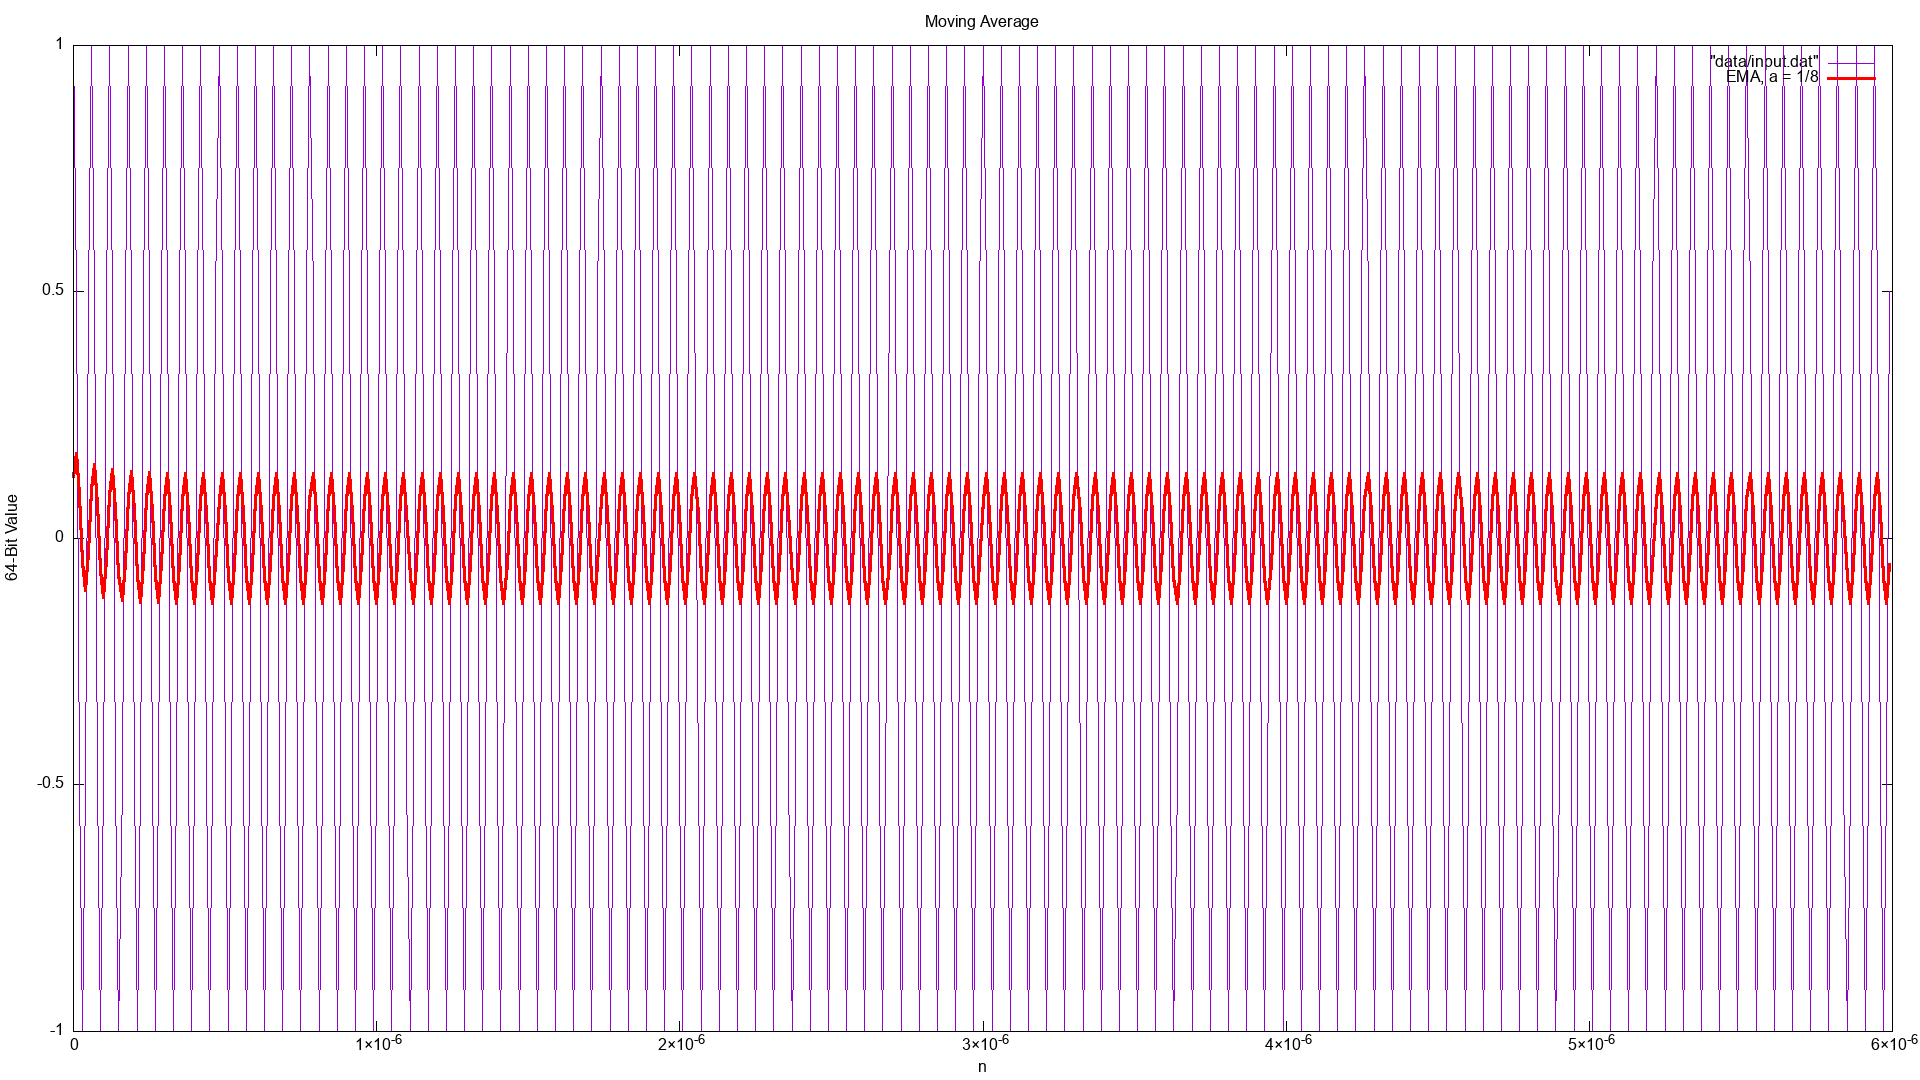 Moving Average
"data/input.dat"
EMA, a = 1/8
64-Bit Value
1
0.5
0
-0.5
-1
0 1×10⁻⁶ 2×10⁻⁶ 3×10⁻⁶ 4×10⁻⁶ 5×10⁻⁶ 6×10⁻⁶
n